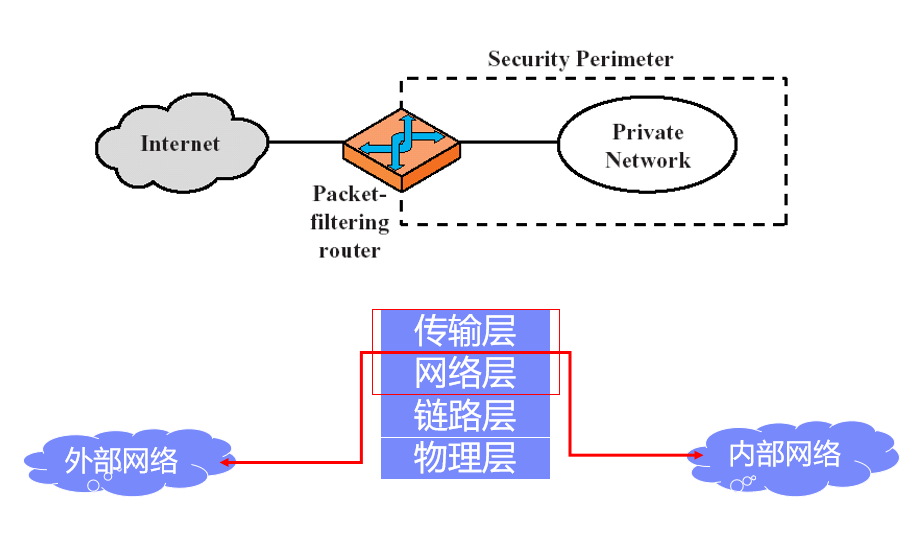 Security Perimeter
Internet
Private
Network
Packet-
filtering
router
传输层
网络层
链路层
物理层
外部网络
内部网络